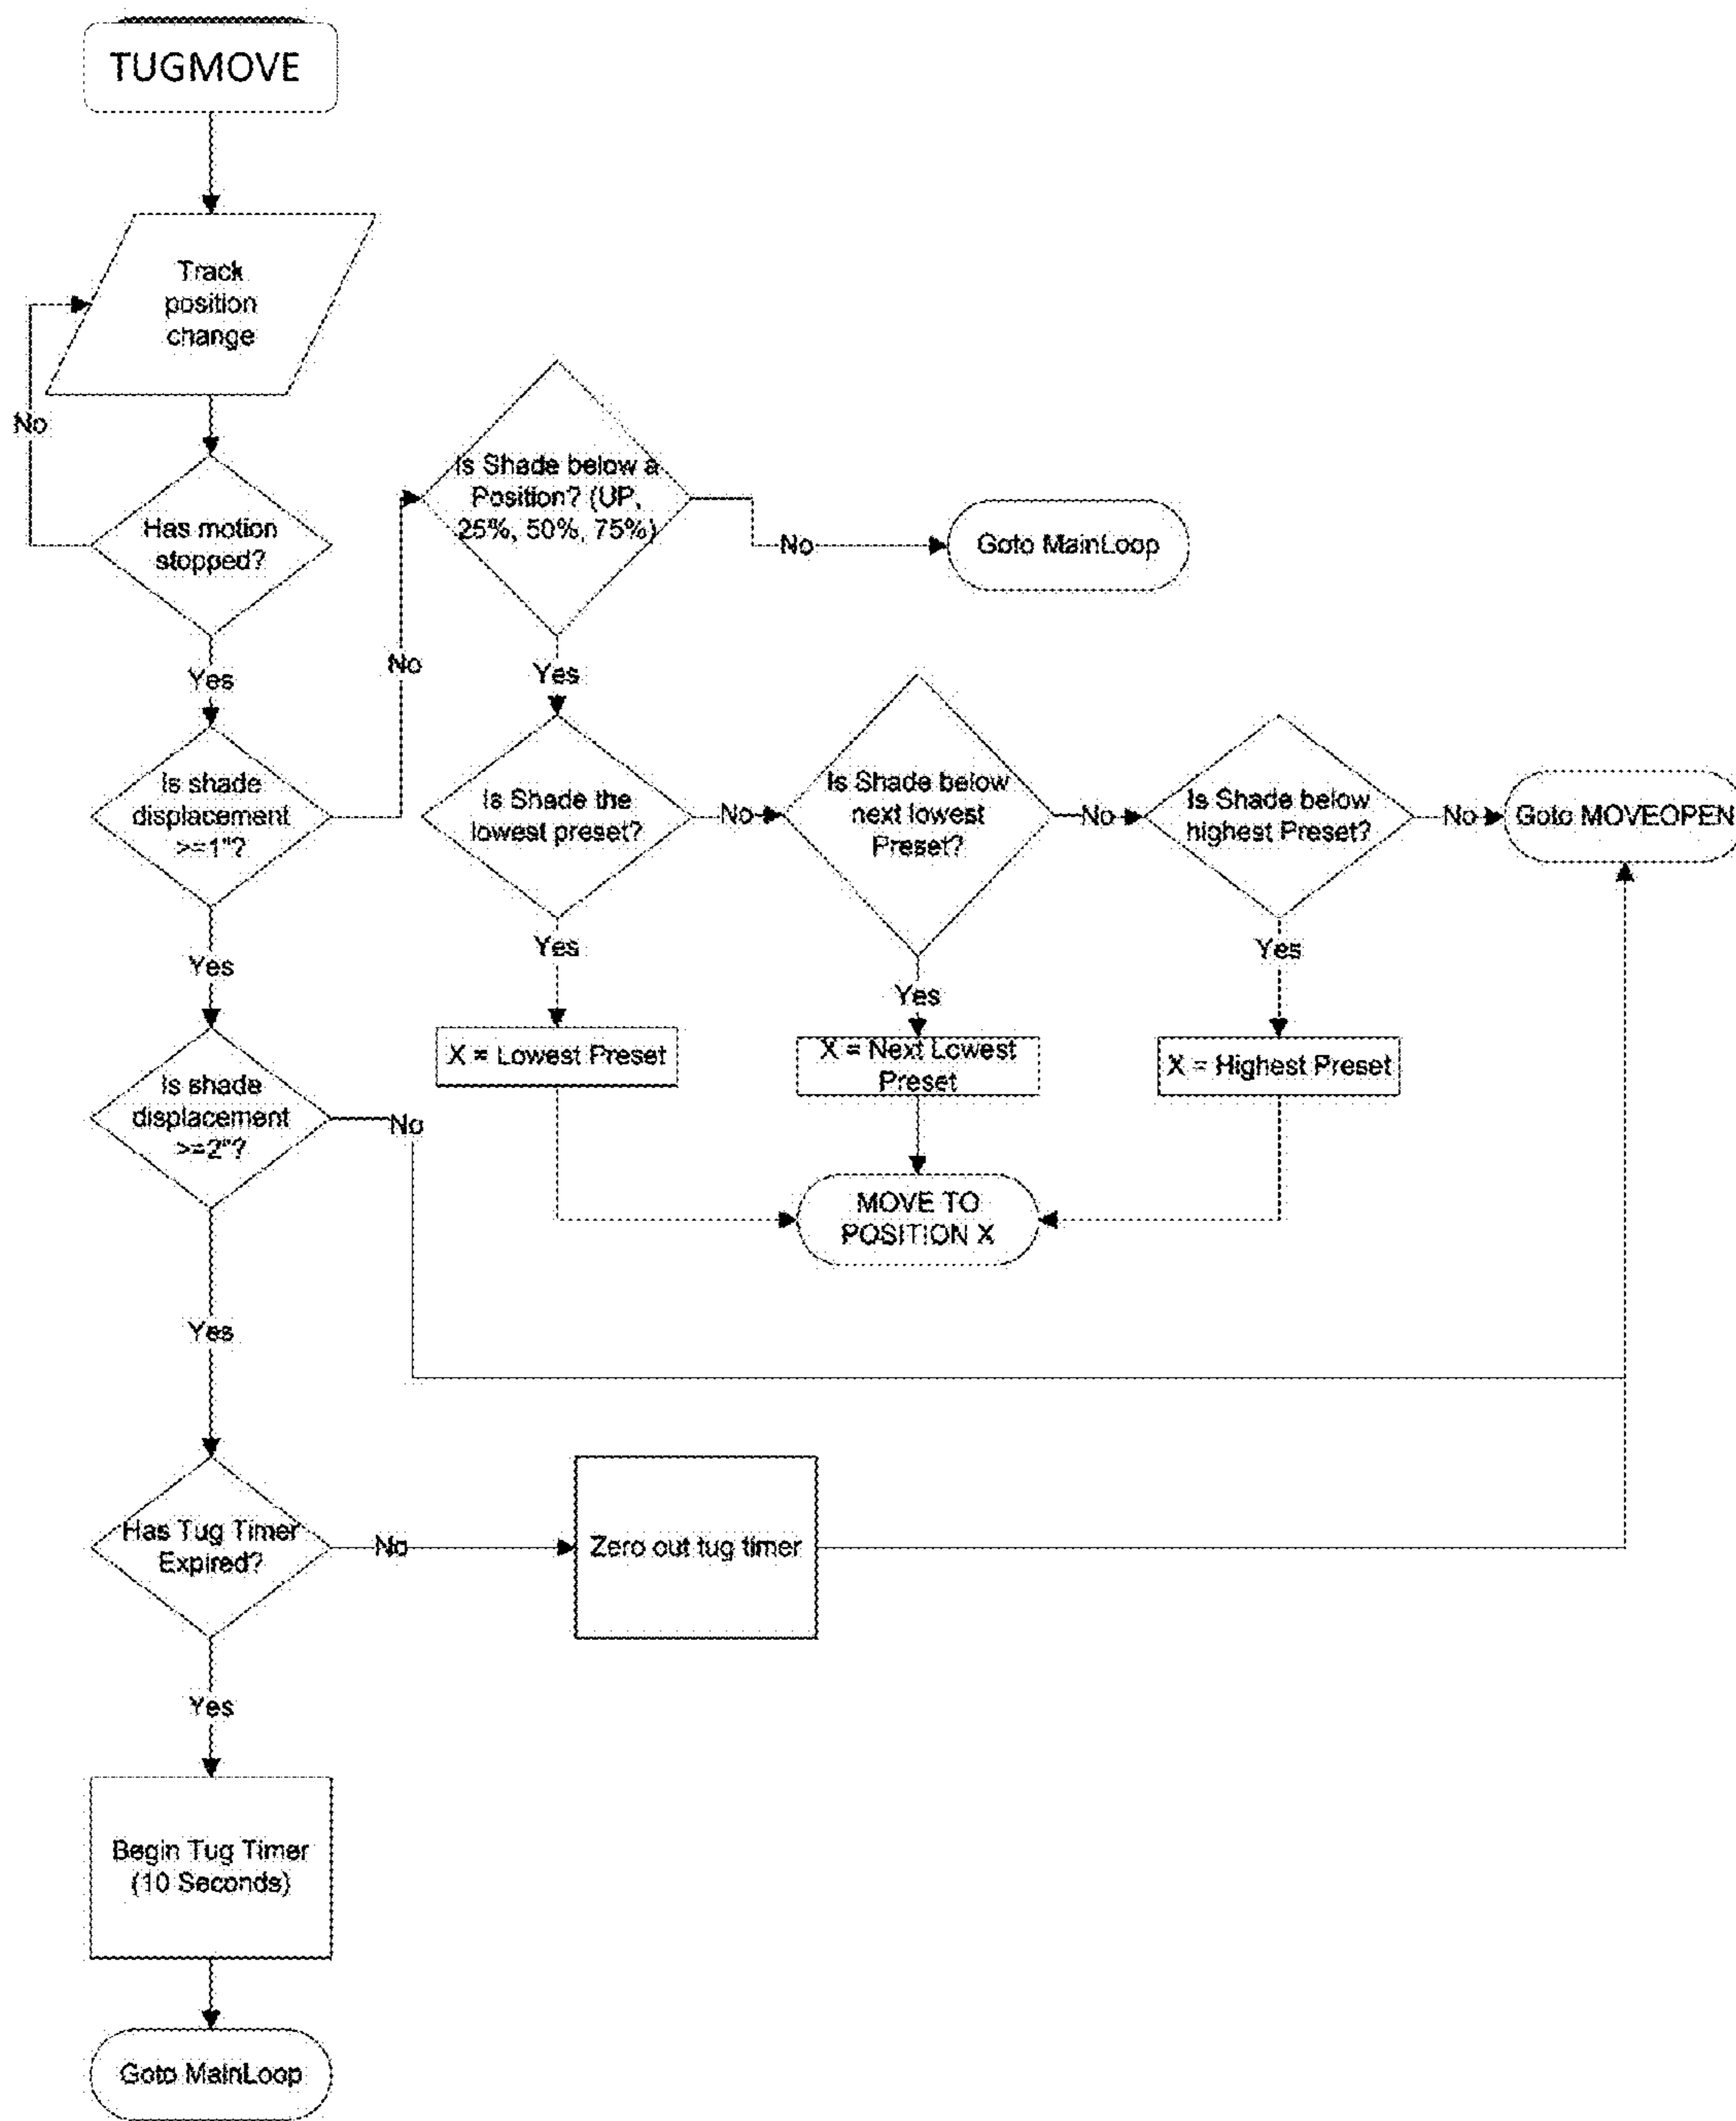 TUGMOVE
Track
position
change
No
Has motion
stopped?
Yes
Is shade
displacement
>=1"?
No
Is Shade below a
Position? (UP,
25%, 50%, 75%)
No
Goto MainLoop
Yes
Is Shade the
lowest preset?
No
Is Shade below
next lowest
Preset?
No
Is Shade below
highest Preset?
No
Goto MOVEOPEN
Yes
X = Lowest Preset
Yes
X = Next Lowest
Preset
Yes
X = Highest Preset
MOVE TO
POSITION X
Yes
Is shade
displacement
>=2"?
No
Yes
Has Tug Timer
Expired?
No
Zero out tug timer
Yes
Begin Tug Timer
(10 Seconds)
Goto MainLoop